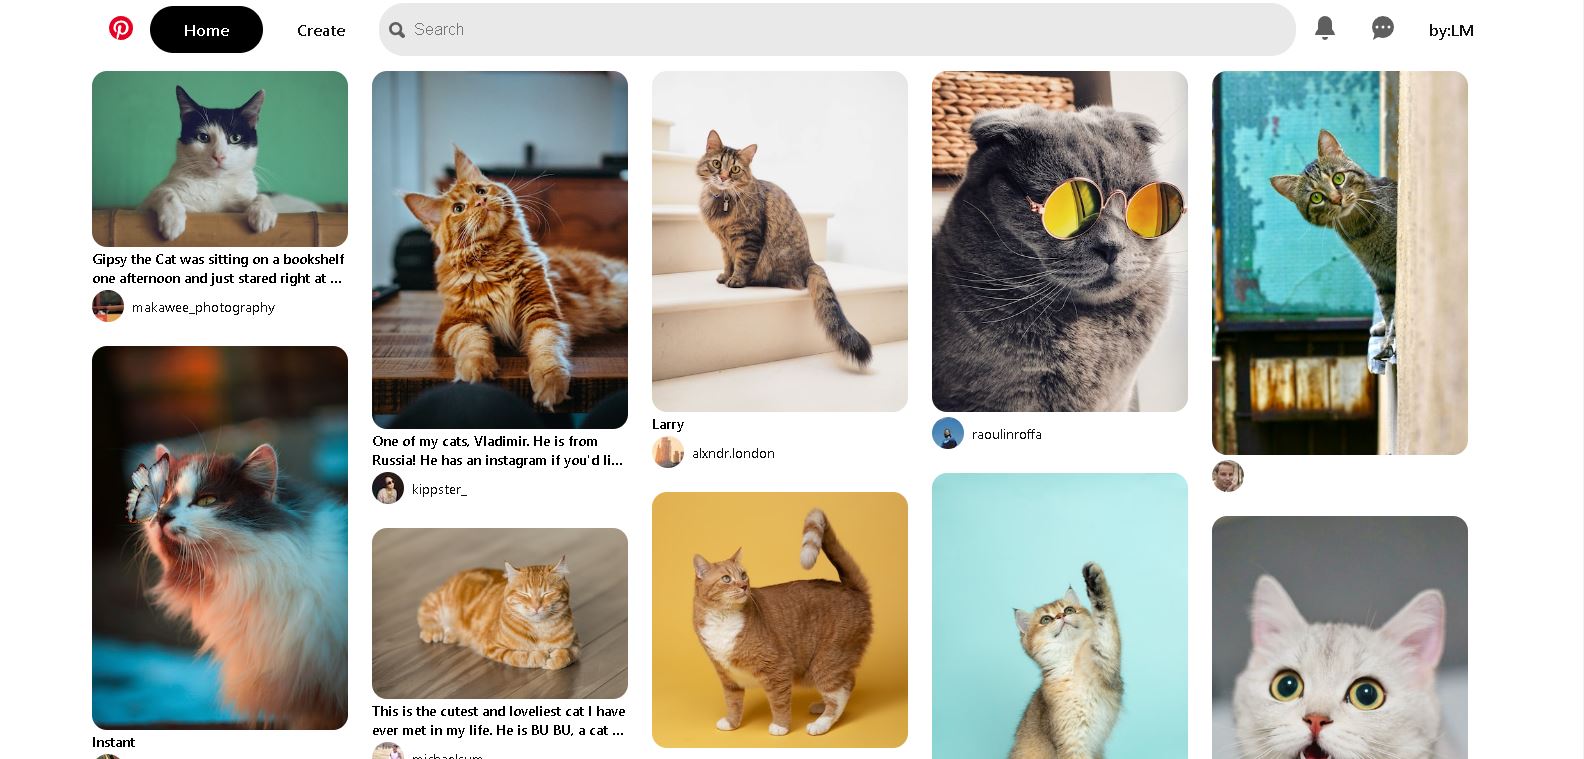 Home
Create
Search
by:LM
Gipsy the Cat was sitting on a bookshelf
one afternoon and just stared right at ...
makawee_photography
Instant
One of my cats, Vladimir. He is from
Russia! He has an instagram if you'd li...
kippster_
This is the cutest and loveliest cat I have
ever met in my life. He is BU BU, a cat ...
Larry
alxndr.london
raoulinroffa